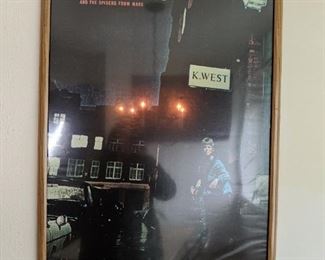 AND THE SPIDERS FROM MARS
K.WEST